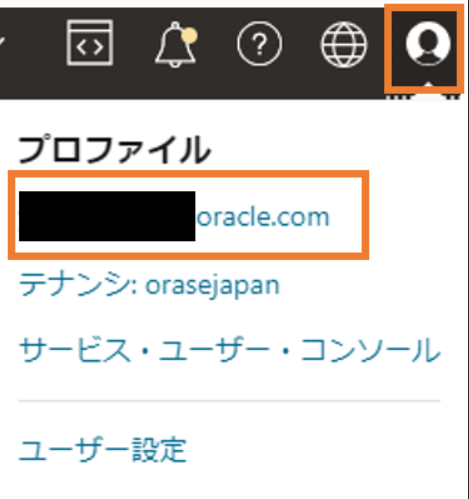 プロファイル
oracle.com
テナンシ: orasejapan
サービス・ユーザー・コンソール
ユーザー設定